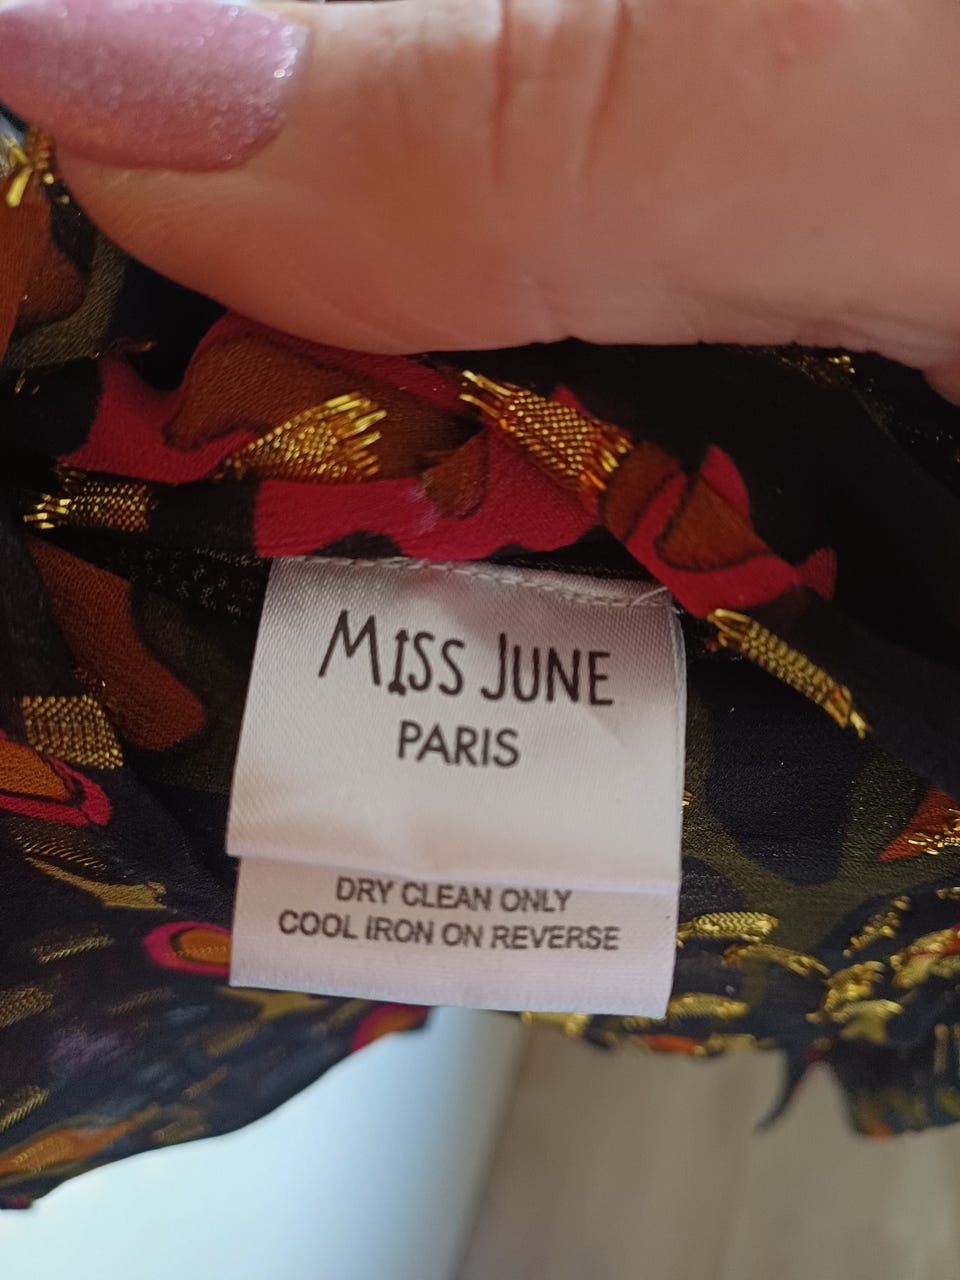 MISS JUNE
PARIS
DRY CLEAN ONLY
COOL IRON ON REVERSE